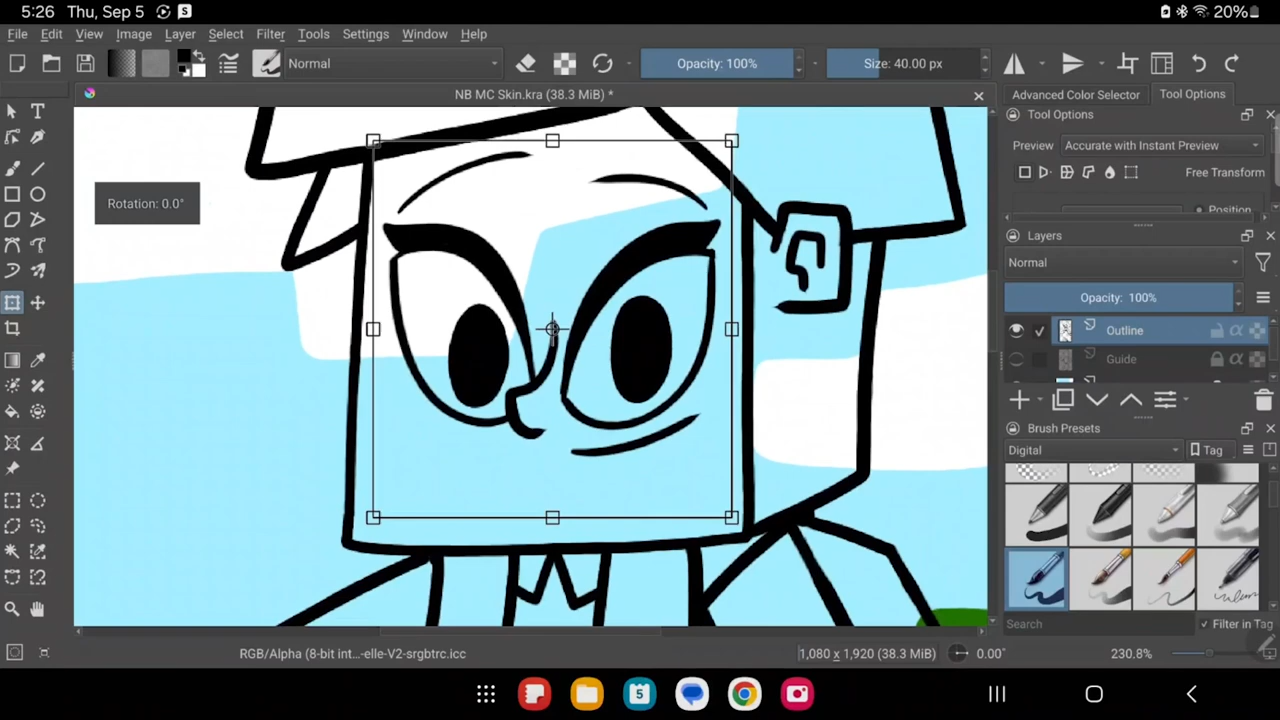 5:26 Thu, Sep 5 S 20%
File Edit View Image Layer Select Filter Tools Settings Window Help
Normal Opacity: 100% Size: 40.00 px
NB MC Skin.kra (38.3 MiB) *
Advanced Color Selector Tool Options
Tool Options
Preview Accurate with Instant Preview
Free Transform
Position
Rotation: 0.0°
Layers
Normal
Opacity: 100%
Outline
Guide
Brush Presets
Digital Tag
Search Filter in Tag
RGB/Alpha (8-bit int...-elle-V2-srgbtrc.icc 1,080 x 1,920 (38.3 MiB) 0.00° 230.8%
5